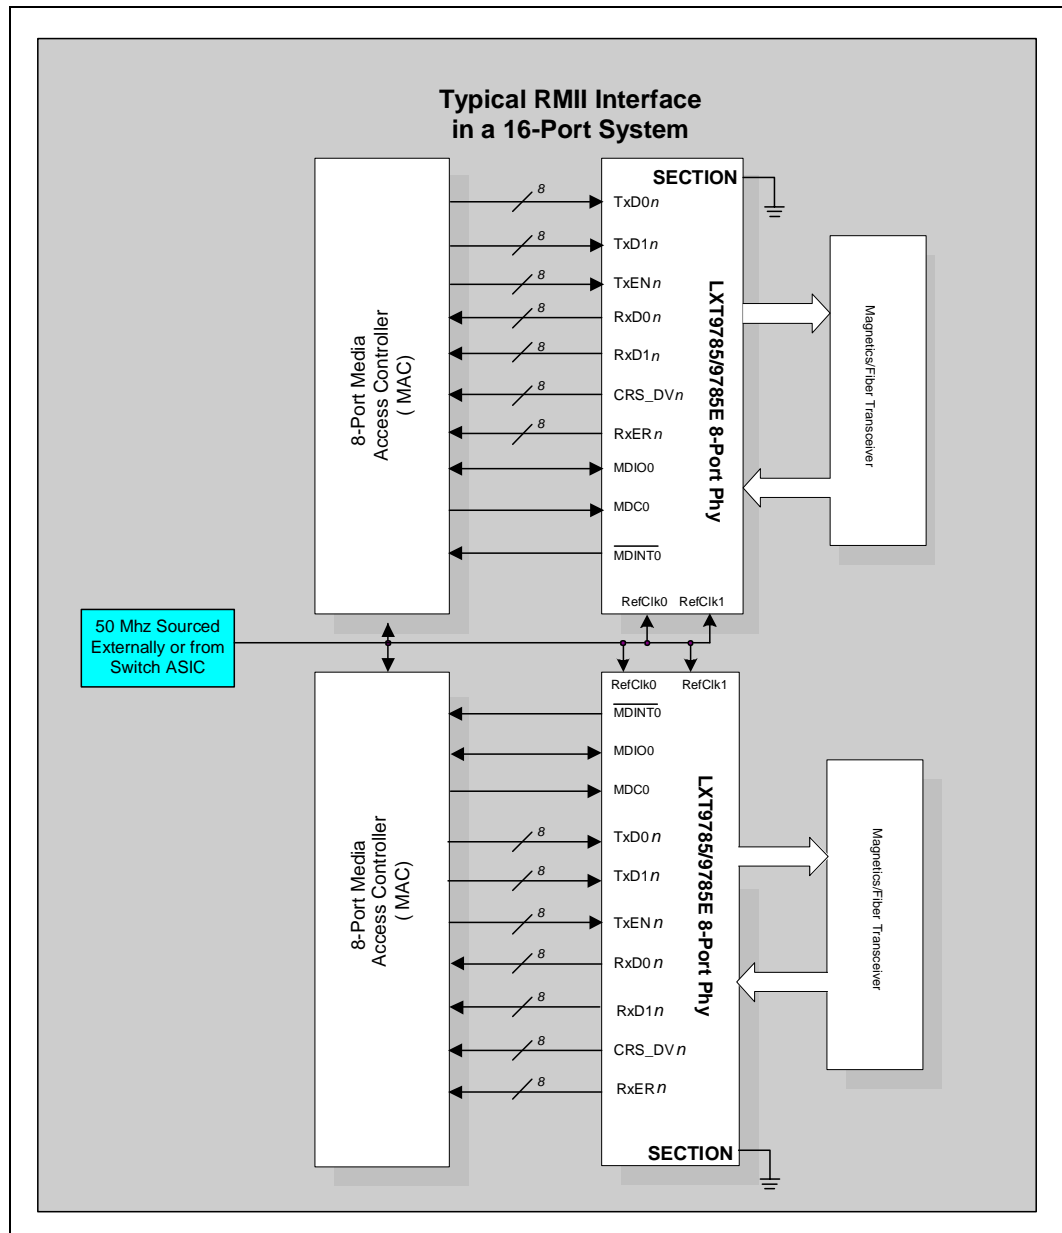 Typical RMII Interface
in a 16-Port System
8-Port Media
Access Controller
( MAC)
8
8
8
8
8
8
8
SECTION
TxD0n
TxD1n
TxENn
RxD0n
RxD1n
CRS_DVn
RxERn
MDIO0
MDC0
MDINT0
RefClk0 RefClk1
LXT9785/9785E 8-Port Phy
Magnetics/Fiber Transceiver
50 Mhz Sourced
Externally or from
Switch ASIC
8-Port Media
Access Controller
( MAC)
8
8
8
8
8
8
8
RefClk0 RefClk1
MDINT0
MDIO0
MDC0
TxD0n
TxD1n
TxENn
RxD0n
RxD1n
CRS_DVn
RxERn
SECTION
LXT9785/9785E 8-Port Phy
Magnetics/Fiber Transceiver